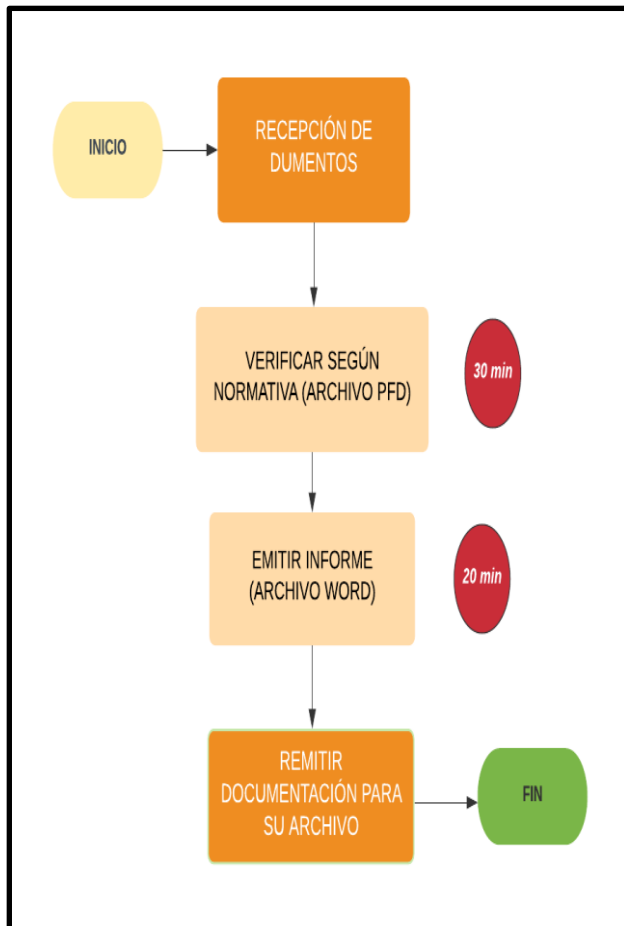 INICIO
RECEPCIÓN DE
DUMENTOS
VERIFICAR SEGÚN
NORMATIVA (ARCHIVO PFD)
30 min
EMITIR INFORME
(ARCHIVO WORD)
20 min
REMITIR
DOCUMENTACIÓN PARA
SU ARCHIVO
FIN